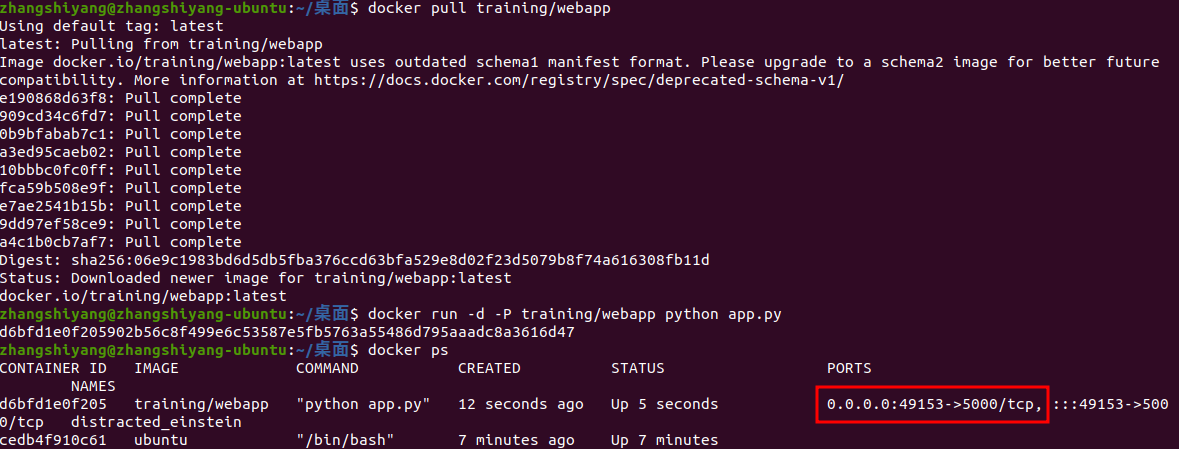 zhangshiyang@zhangshiyang-ubuntu:~/桌面$ docker pull training/webapp
Using default tag: latest
latest: Pulling from training/webapp
Image docker.io/training/webapp:latest uses outdated schema1 manifest format. Please upgrade to a schema2 image for better future
compatibility. More information at https://docs.docker.com/registry/spec/deprecated-schema-v1/
e190868d63f8: Pull complete
909cd34c6fd7: Pull complete
0b9bfabab7c1: Pull complete
a3ed95caeb02: Pull complete
10bbbc0fc0ff: Pull complete
fca59b508e9f: Pull complete
e7ae2541b15b: Pull complete
9dd97ef58ce9: Pull complete
a4c1b0cb7af7: Pull complete
Digest: sha256:06e9c1983bd6d5db5fba376ccd63bfa529e8d02f23d5079b8f74a616308fb11d
Status: Downloaded newer image for training/webapp:latest
docker.io/training/webapp:latest
zhangshiyang@zhangshiyang-ubuntu:~/桌面$ docker run -d -P training/webapp python app.py
d6bfd1e0f205902b56c8f499e6c53587e5fb5763a55486d795aaadc8a3616d47
zhangshiyang@zhangshiyang-ubuntu:~/桌面$ docker ps
CONTAINER ID   IMAGE             COMMAND           CREATED          STATUS                  PORTS
        NAMES
d6bfd1e0f205   training/webapp   "python app.py"   12 seconds ago   Up 5 seconds            0.0.0.0:49153->5000/tcp, :::49153->500
0/tcp   distracted_einstein
cedb4f910c61   ubuntu            "/bin/bash"       7 minutes ago    Up 7 minutes